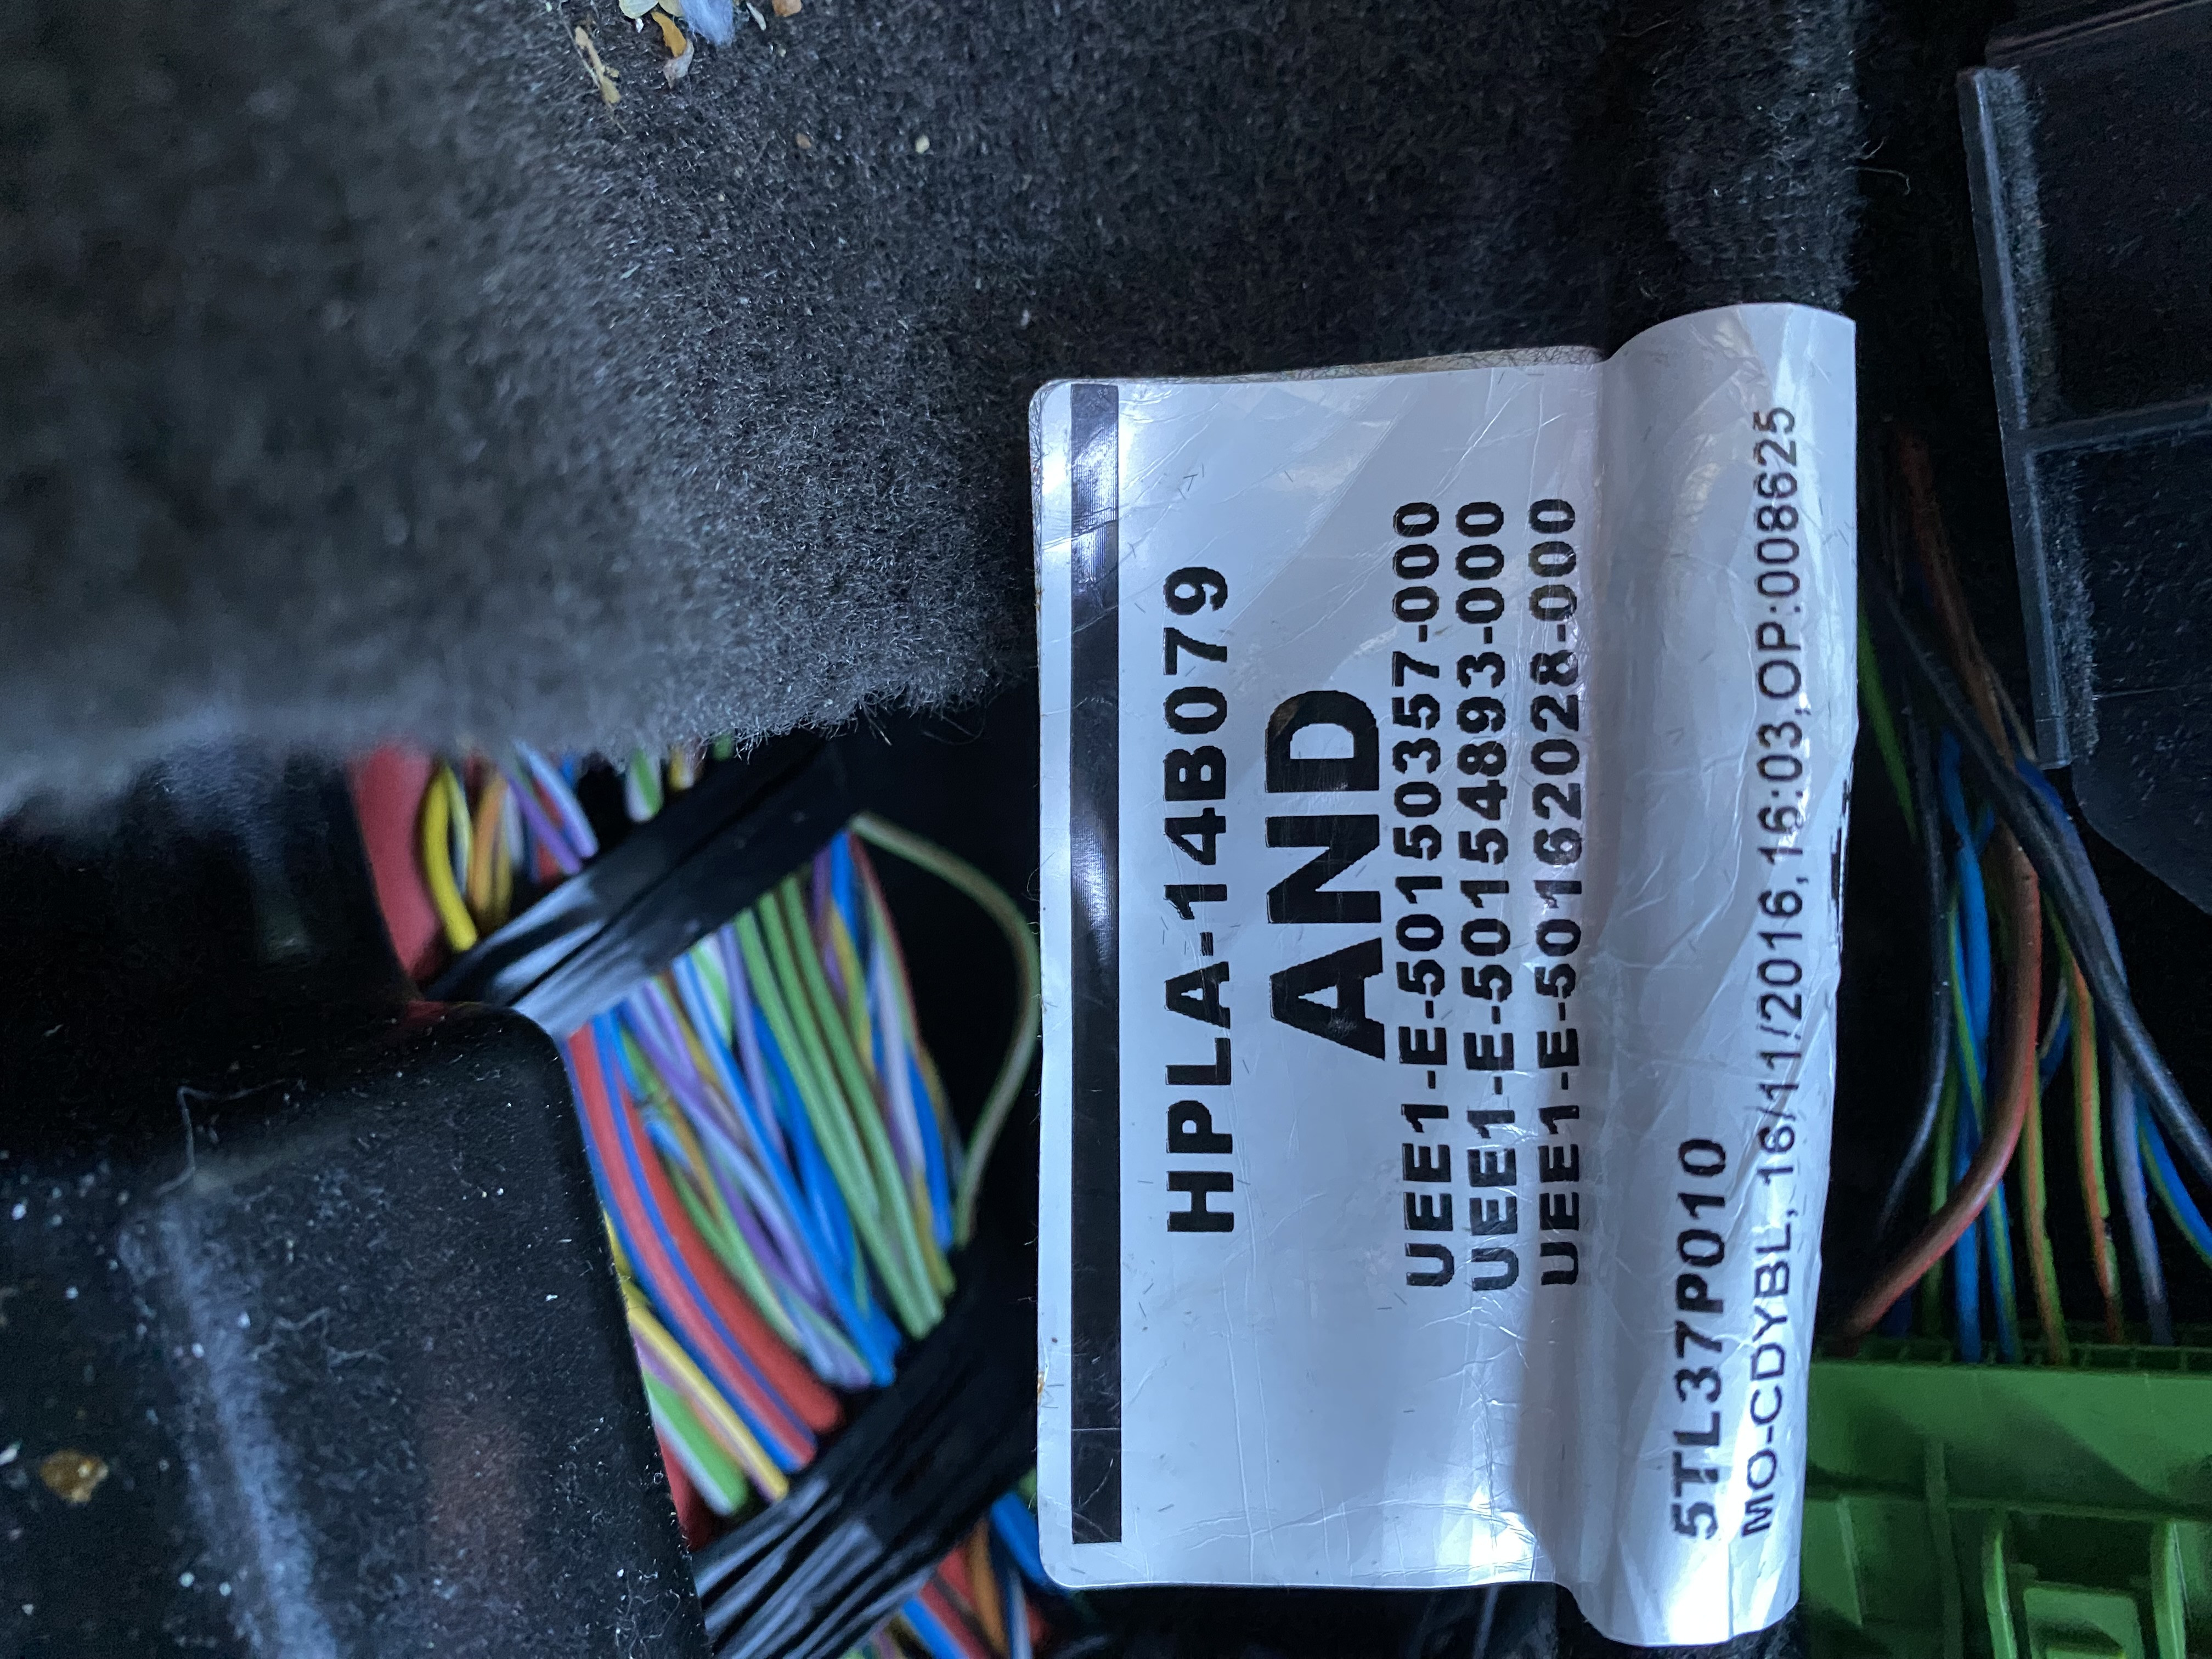 HPLA-14B079
AND
UEE1-E-50150357-000
UEE1-E-50154893-000
UEE1-E-50162028-000
5TL37P010
MO-CDYBL,16/11/2016,16:03,OP:008625